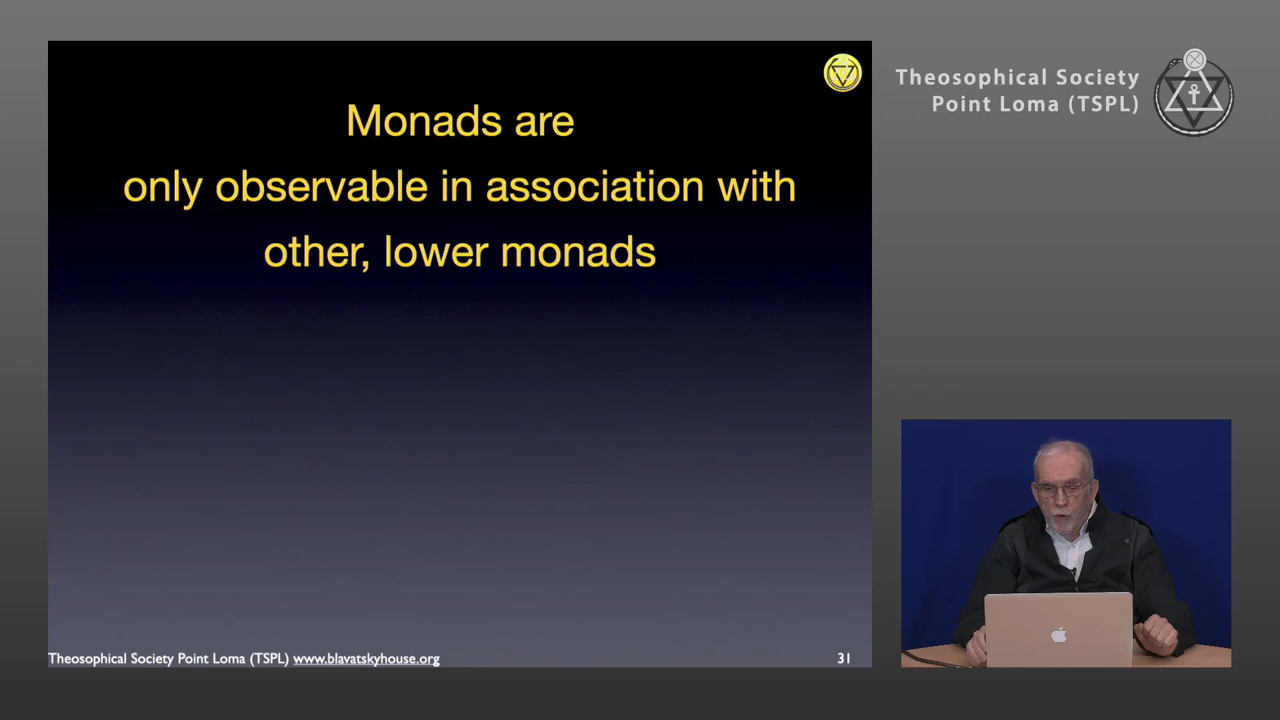 Monads are
only observable in association with
other, lower monads
Theosophical Society Point Loma (TSPL) www.blavatskyhouse.org
31
Theosophical Society
Point Loma (TSPL)